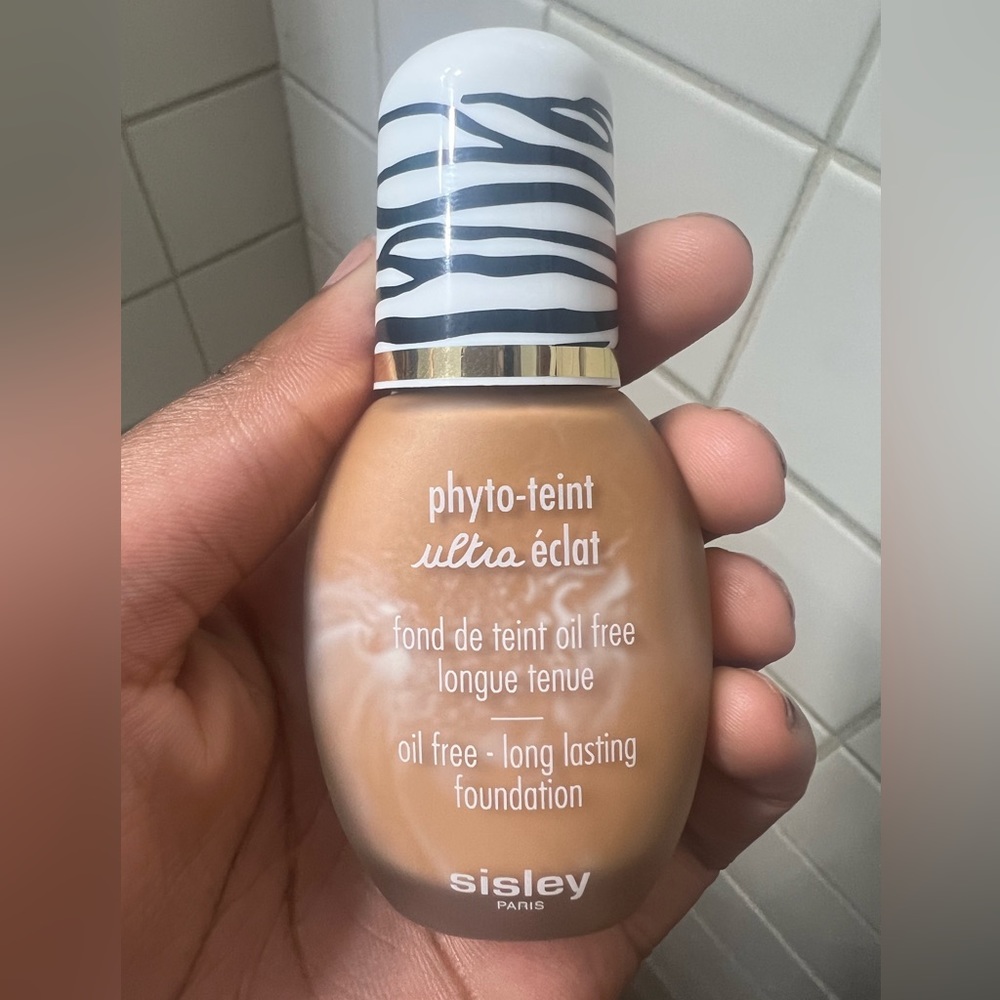 phyto-teint
ultra éclat
fond de teint oil free
longue tenue
oil free - long lasting
foundation
sisley
PARIS